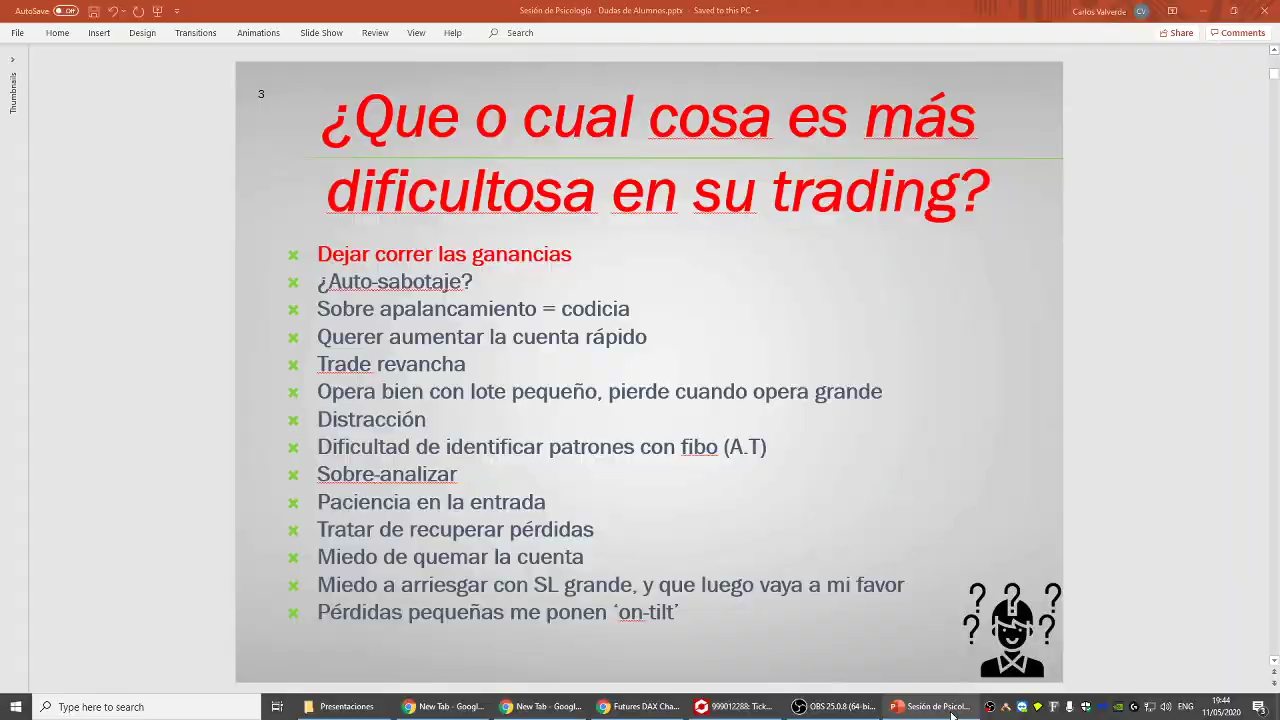 AutoSave Off
Sesión de Psicología - Dudas de Alumnos.pptx - Saved to this PC
Carlos Valverde CV
File Home Insert Design Transitions Animations Slide Show Review View Help Search Share Comments
Thumbnails
3
¿Que o cual cosa es más
dificultosa en su trading?
Dejar correr las ganancias
¿Auto-sabotaje?
Sobre apalancamiento = codicia
Querer aumentar la cuenta rápido
Trade revancha
Opera bien con lote pequeño, pierde cuando opera grande
Distracción
Dificultad de identificar patrones con fibo (A.T)
Sobre-analizar
Paciencia en la entrada
Tratar de recuperar pérdidas
Miedo de quemar la cuenta
Miedo a arriesgar con SL grande, y que luego vaya a mi favor
Pérdidas pequeñas me ponen ‘on-tilt’
? ? ?
? ?
Type here to search
Presentaciones
New Tab - Googl...
New Tab - Googl...
Futures DAX Cha...
999012288: Tick...
OBS 25.0.8 (64-bi...
Sesión de Psicol...
19:44
11/05/2020